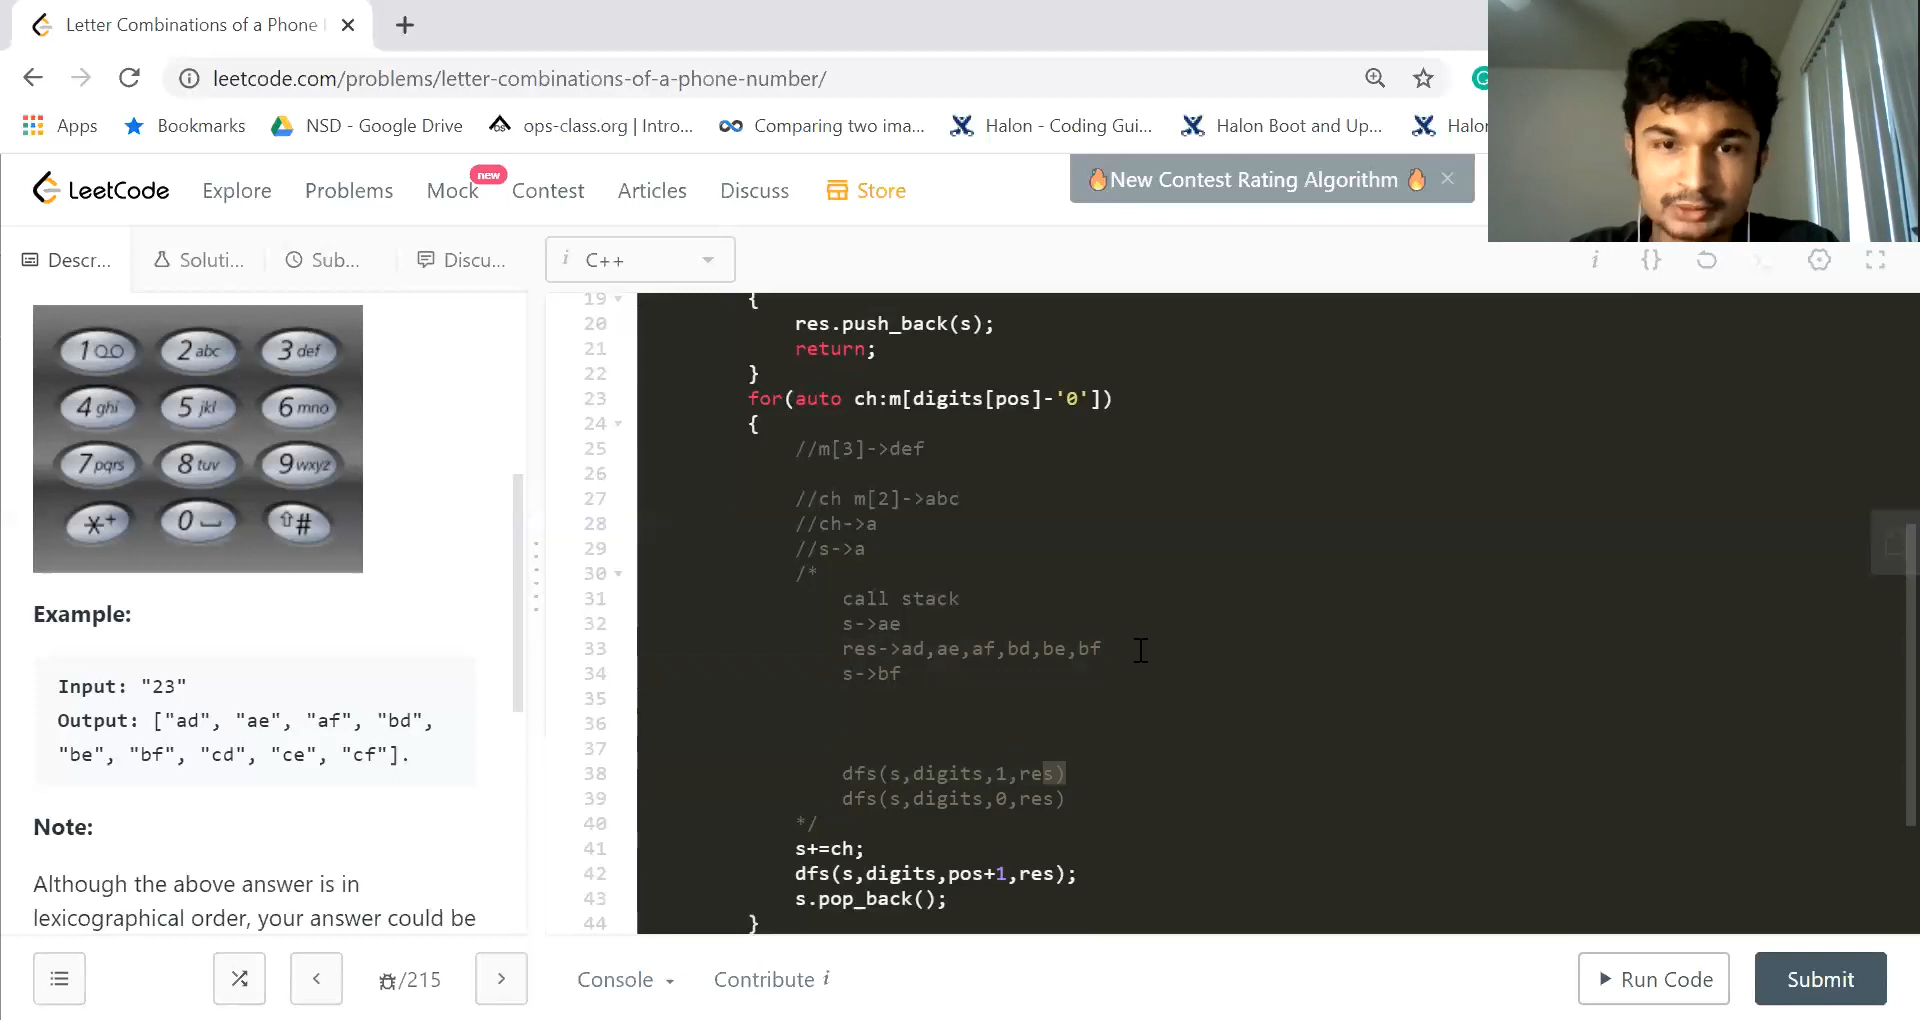 Letter Combinations of a Phone
leetcode.com/problems/letter-combinations-of-a-phone-number/
Apps Bookmarks NSD - Google Drive ops-class.org | Intro... Comparing two ima... Halon - Coding Gui... Halon Boot and Up... Halo
LeetCode Explore Problems Mock new Contest Articles Discuss Store
🔥New Contest Rating Algorithm 🔥
Descr... Soluti... Sub... Discu...
i C++
1 2 abc 3 def
4 ghi 5 jkl 6 mno
7 pqrs 8 tuv 9 wxyz
*+ 0 #
Example:
Input: "23"
Output: ["ad", "ae", "af", "bd",
"be", "bf", "cd", "ce", "cf"].
Note:
Although the above answer is in
lexicographical order, your answer could be
19 {
20 res.push_back(s);
21 return;
22 }
23 for(auto ch:m[digits[pos]-'0'])
24 {
25 //m[3]->def
26
27 //ch m[2]->abc
28 //ch->a
29 //s->a
30 /*
31 call stack
32 s->ae
33 res->ad,ae,af,bd,be,bf
34 s->bf
35
36
37
38 dfs(s,digits,1,res)
39 dfs(s,digits,0,res)
40 */
41 s+=ch;
42 dfs(s,digits,pos+1,res);
43 s.pop_back();
44 }
/215
Console Contribute i
Run Code Submit